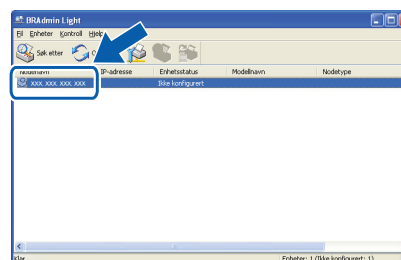 BRAdmin Light
Fil Enheter Kontroll Hjelp
Søk etter
Nodenavn IP-adresse Enhetsstatus Modellnavn Nodetype
xxx xxx xxx xxx Ikke konfigurert
Klar Enheter: 1 (Ikke konfigurert: 1)